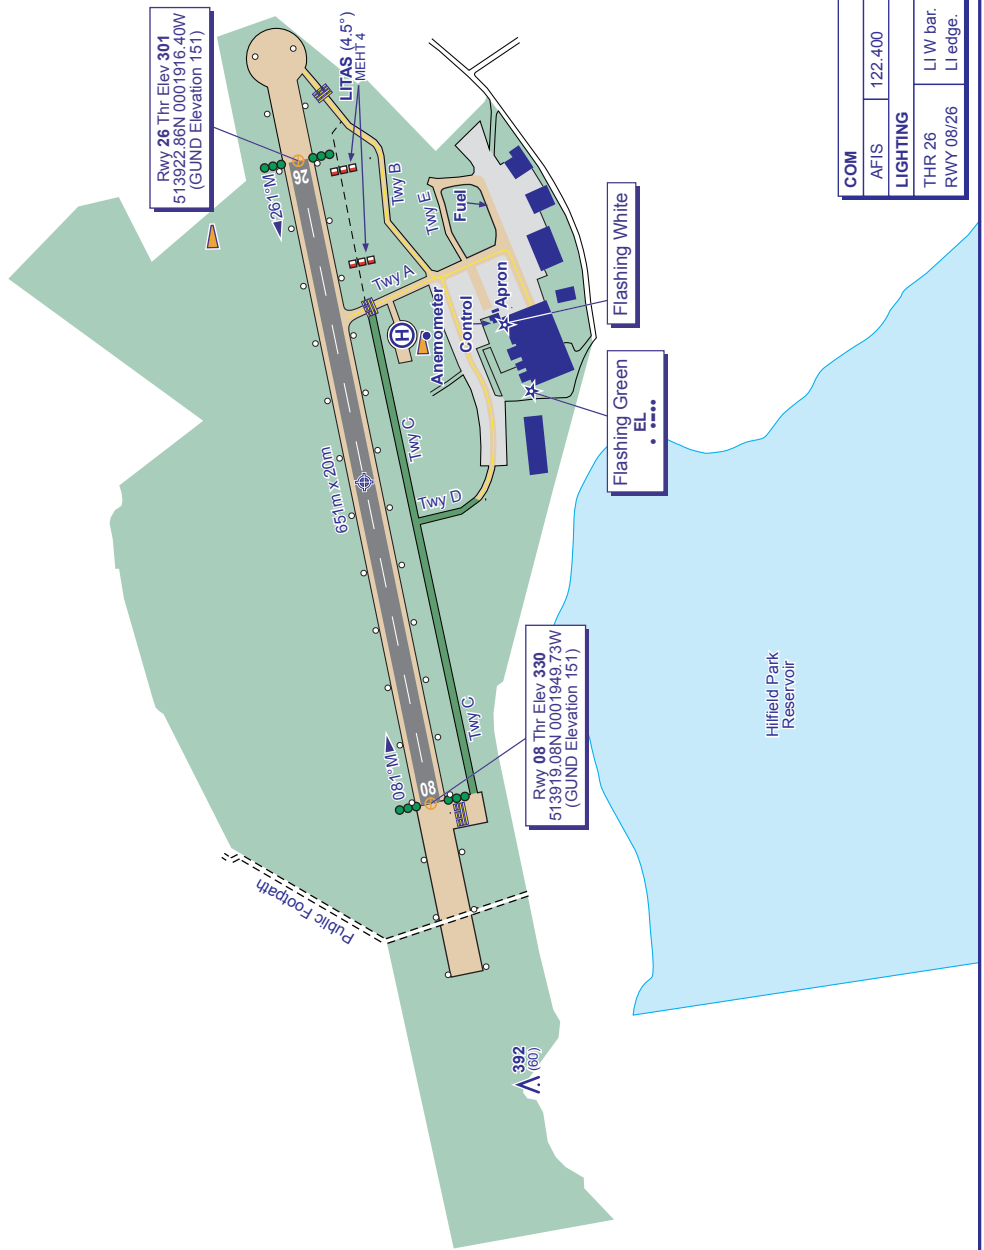 Rwy 26 Thr Elev 301
513922.86N 0001916.40W
(GUND Elevation 151)
261°M
26
LITAS (4.5°)
MEHT 4
Twy B
Twy E
Fuel
Twy A
H
Anemometer
Control
Apron
Flashing White
Flashing Green
EL
651m x 20m
Twy C
Twy D
Twy C
081°M
08
Rwy 08 Thr Elev 330
513919.08N 0001949.73W
(GUND Elevation 151)
Public Footpath
392
(60)
Hilfield Park
Reservoir
COM
AFIS 122.400
LIGHTING
THR 26 LI W bar.
RWY 08/26 LI edge.